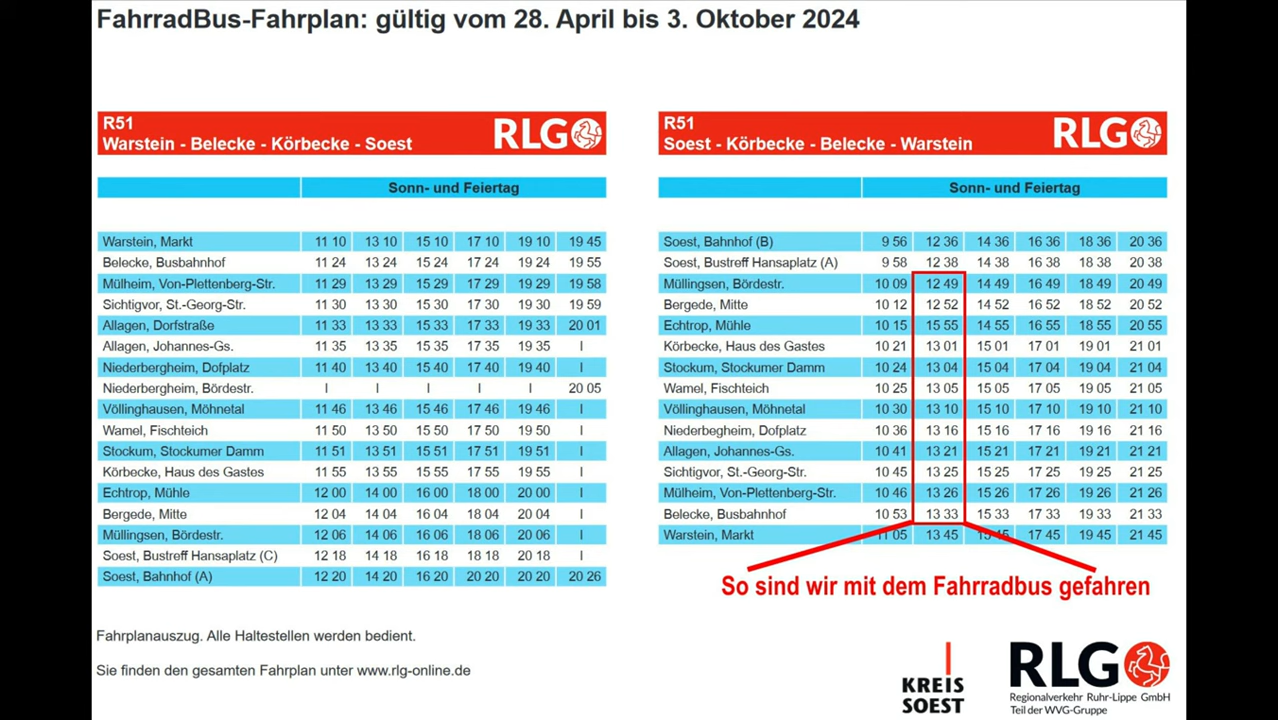 FahrradBus-Fahrplan: gültig vom 28. April bis 3. Oktober 2024
R51
Warstein - Belecke - Körbecke - Soest
RLG
Sonn- und Feiertag
Warstein, Markt 11 10 13 10 15 10 17 10 19 10 19 45
Belecke, Busbahnhof 11 24 13 24 15 24 17 24 19 24 19 55
Mülheim, Von-Plettenberg-Str. 11 29 13 29 15 29 17 29 19 29 19 58
Sichtigvor, St.-Georg-Str. 11 30 13 30 15 30 17 30 19 30 19 59
Allagen, Dorfstraße 11 33 13 33 15 33 17 33 19 33 20 01
Allagen, Johannes-Gs. 11 35 13 35 15 35 17 35 19 35 I
Niederbergheim, Dofplatz 11 40 13 40 15 40 17 40 19 40 I
Niederbergheim, Bördestr. I I I I I 20 05
Völlinghausen, Möhnetal 11 46 13 46 15 46 17 46 19 46 I
Wamel, Fischteich 11 50 13 50 15 50 17 50 19 50 I
Stockum, Stockumer Damm 11 51 13 51 15 51 17 51 19 51 I
Körbecke, Haus des Gastes 11 55 13 55 15 55 17 55 19 55 I
Echtrop, Mühle 12 00 14 00 16 00 18 00 20 00 I
Bergede, Mitte 12 04 14 04 16 04 18 04 20 04 I
Müllingsen, Bördestr. 12 06 14 06 16 06 18 06 20 06 I
Soest, Bustreff Hansaplatz (C) 12 18 14 18 16 18 18 18 20 18 I
Soest, Bahnhof (A) 12 20 14 20 16 20 20 20 20 20 20 26
R51
Soest - Körbecke - Belecke - Warstein
RLG
Sonn- und Feiertag
Soest, Bahnhof (B) 9 56 12 36 14 36 16 36 18 36 20 36
Soest, Bustreff Hansaplatz (A) 9 58 12 38 14 38 16 38 18 38 20 38
Müllingsen, Bördestr. 10 09 12 49 14 49 16 49 18 49 20 49
Bergede, Mitte 10 12 12 52 14 52 16 52 18 52 20 52
Echtrop, Mühle 10 15 15 55 14 55 16 55 18 55 20 55
Körbecke, Haus des Gastes 10 21 13 01 15 01 17 01 19 01 21 01
Stockum, Stockumer Damm 10 24 13 04 15 04 17 04 19 04 21 04
Wamel, Fischteich 10 25 13 05 15 05 17 05 19 05 21 05
Völlinghausen, Möhnetal 10 30 13 10 15 10 17 10 19 10 21 10
Niederbegheim, Dofplatz 10 36 13 16 15 16 17 16 19 16 21 16
Allagen, Johannes-Gs. 10 41 13 21 15 21 17 21 19 21 21 21
Sichtigvor, St.-Georg-Str. 10 45 13 25 15 25 17 25 19 25 21 25
Mülheim, Von-Plettenberg-Str. 10 46 13 26 15 26 17 26 19 26 21 26
Belecke, Busbahnhof 10 53 13 33 15 33 17 33 19 33 21 33
Warstein, Markt 11 05 13 45 15 45 17 45 19 45 21 45
So sind wir mit dem Fahrradbus gefahren
Fahrplanauszug. Alle Haltestellen werden bedient.
Sie finden den gesamten Fahrplan unter www.rlg-online.de
KREIS
SOEST
RLG
Regionalverkehr Ruhr-Lippe GmbH
Teil der WVG-Gruppe